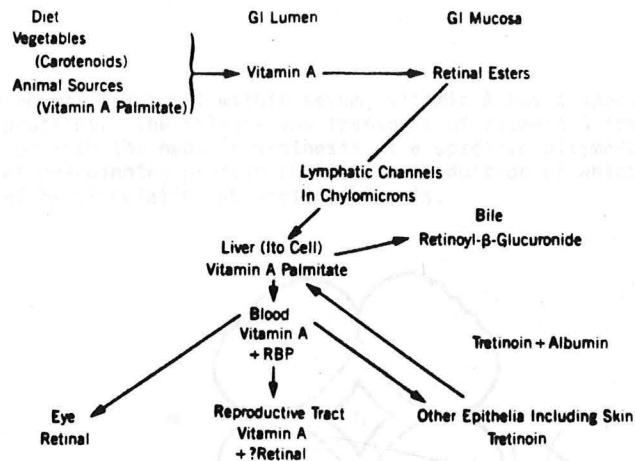 Diet
Vegetables
(Carotenoids)
Animal Sources
(Vitamin A Palmitate)
GI Lumen
Vitamin A
GI Mucosa
Retinal Esters
Lymphatic Channels
In Chylomicrons
Bile
Retinoyl-β-Glucuronide
Liver (Ito Cell)
Vitamin A Palmitate
Blood
Vitamin A
+ RBP
Tretinoin + Albumin
Eye
Retinal
Reproductive Tract
Vitamin A
+ ?Retinal
Other Epithelia Including Skin
Tretinoin